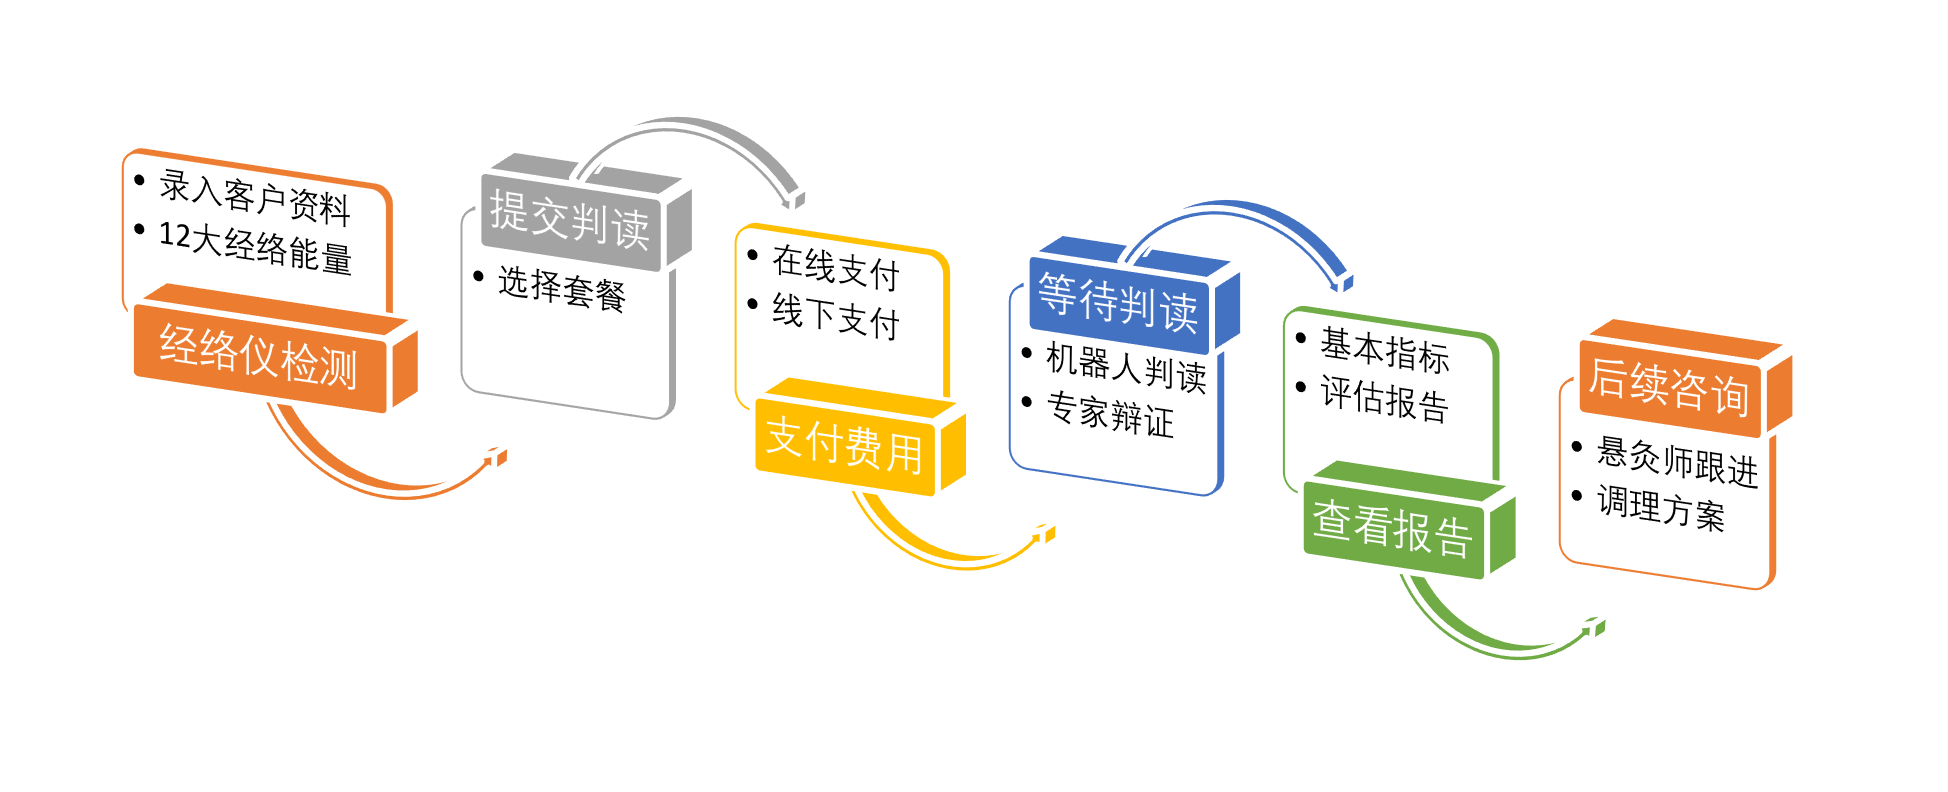 录入客户资料
12大经络能量
经络仪检测
提交判读
选择套餐
在线支付
线下支付
支付费用
等待判读
机器人判读
专家辩证
基本指标
评估报告
查看报告
后续咨询
悬灸师跟进
调理方案